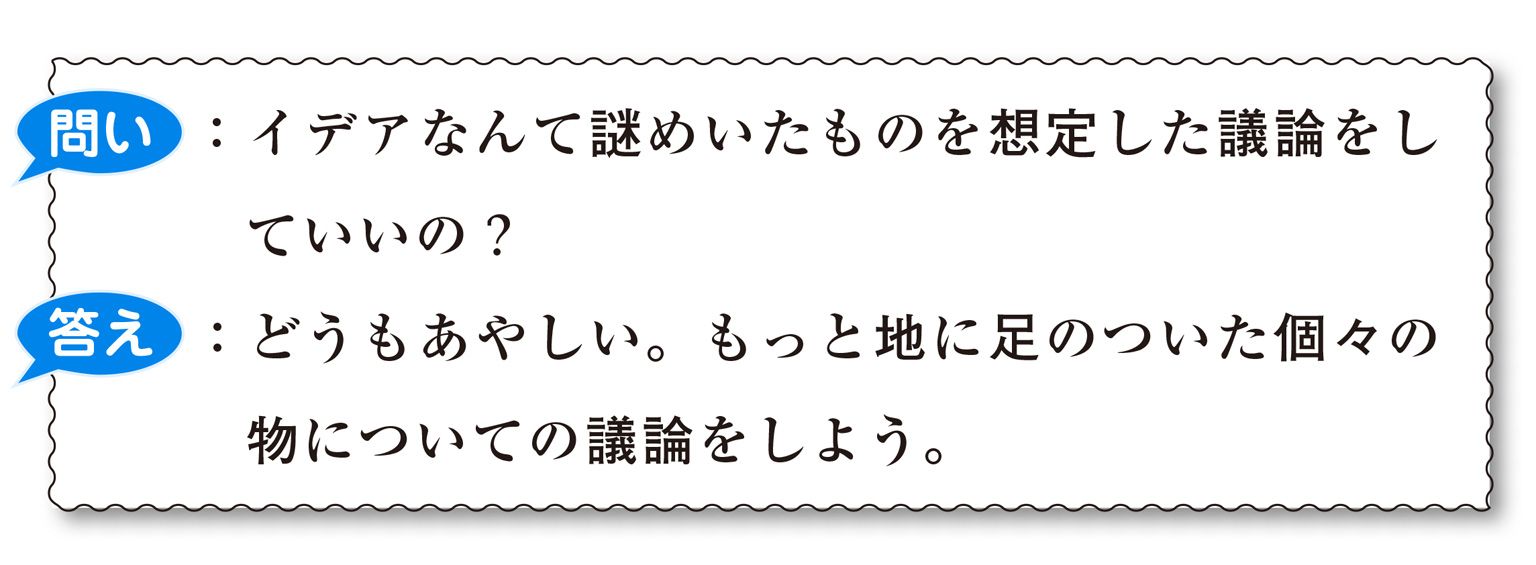 問い：イデアなんて謎めいたものを想定した議論をし
ていいの？
答え：どうもあやしい。もっと地に足のついた個々の
物についての議論をしよう。